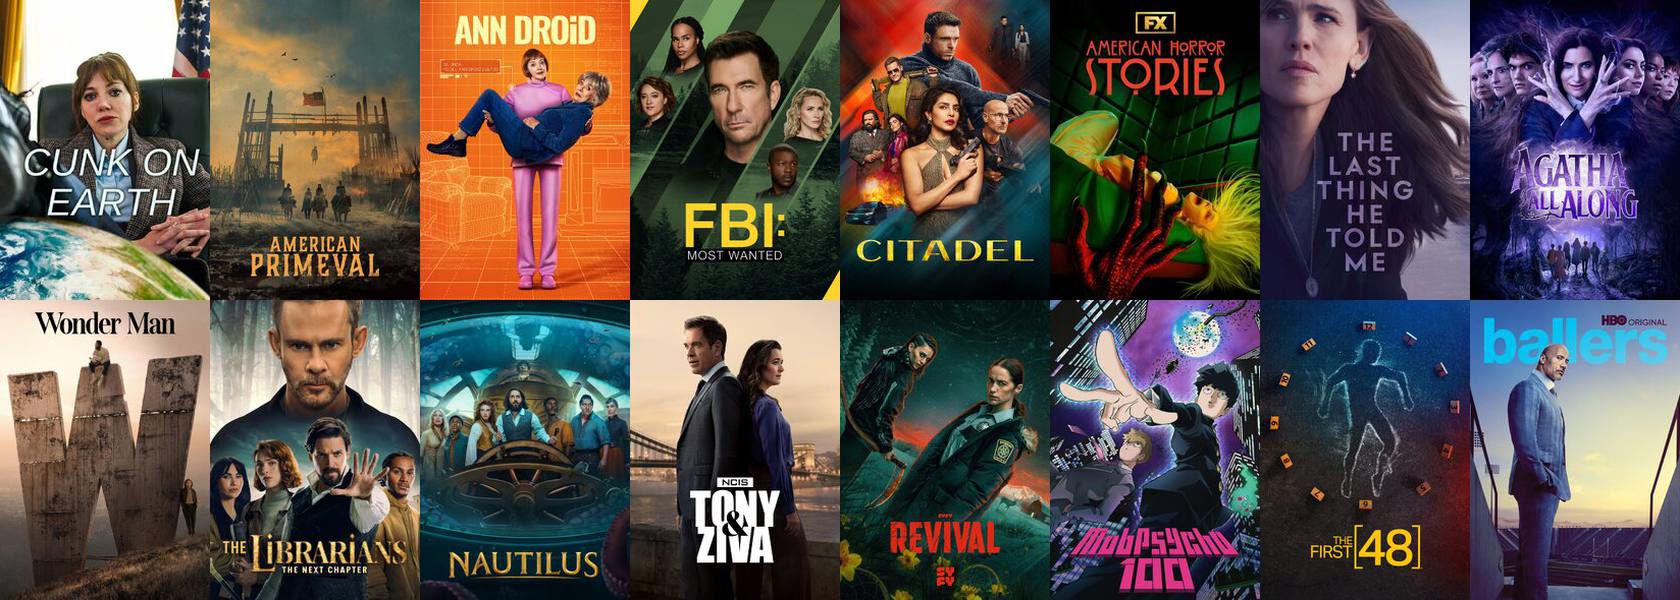 CUNK ON
EARTH
AMERICAN
PRIMEVAL
ANN DROiD
FBI:
MOST WANTED
CITADEL
FX
AMERICAN HORROR
STORIES
THE
LAST
THING
HE
TOLD
ME
AGATHA
ALL ALONG
Wonder Man
THE LiBRARiANS
THE NEXT CHAPTER
NAUTILUS
NCIS
TONY
&
ZIVA
REVIVAL
SYFY
MobPsycho
100
THE FIRST [48]
HBO ORIGINAL
ballers